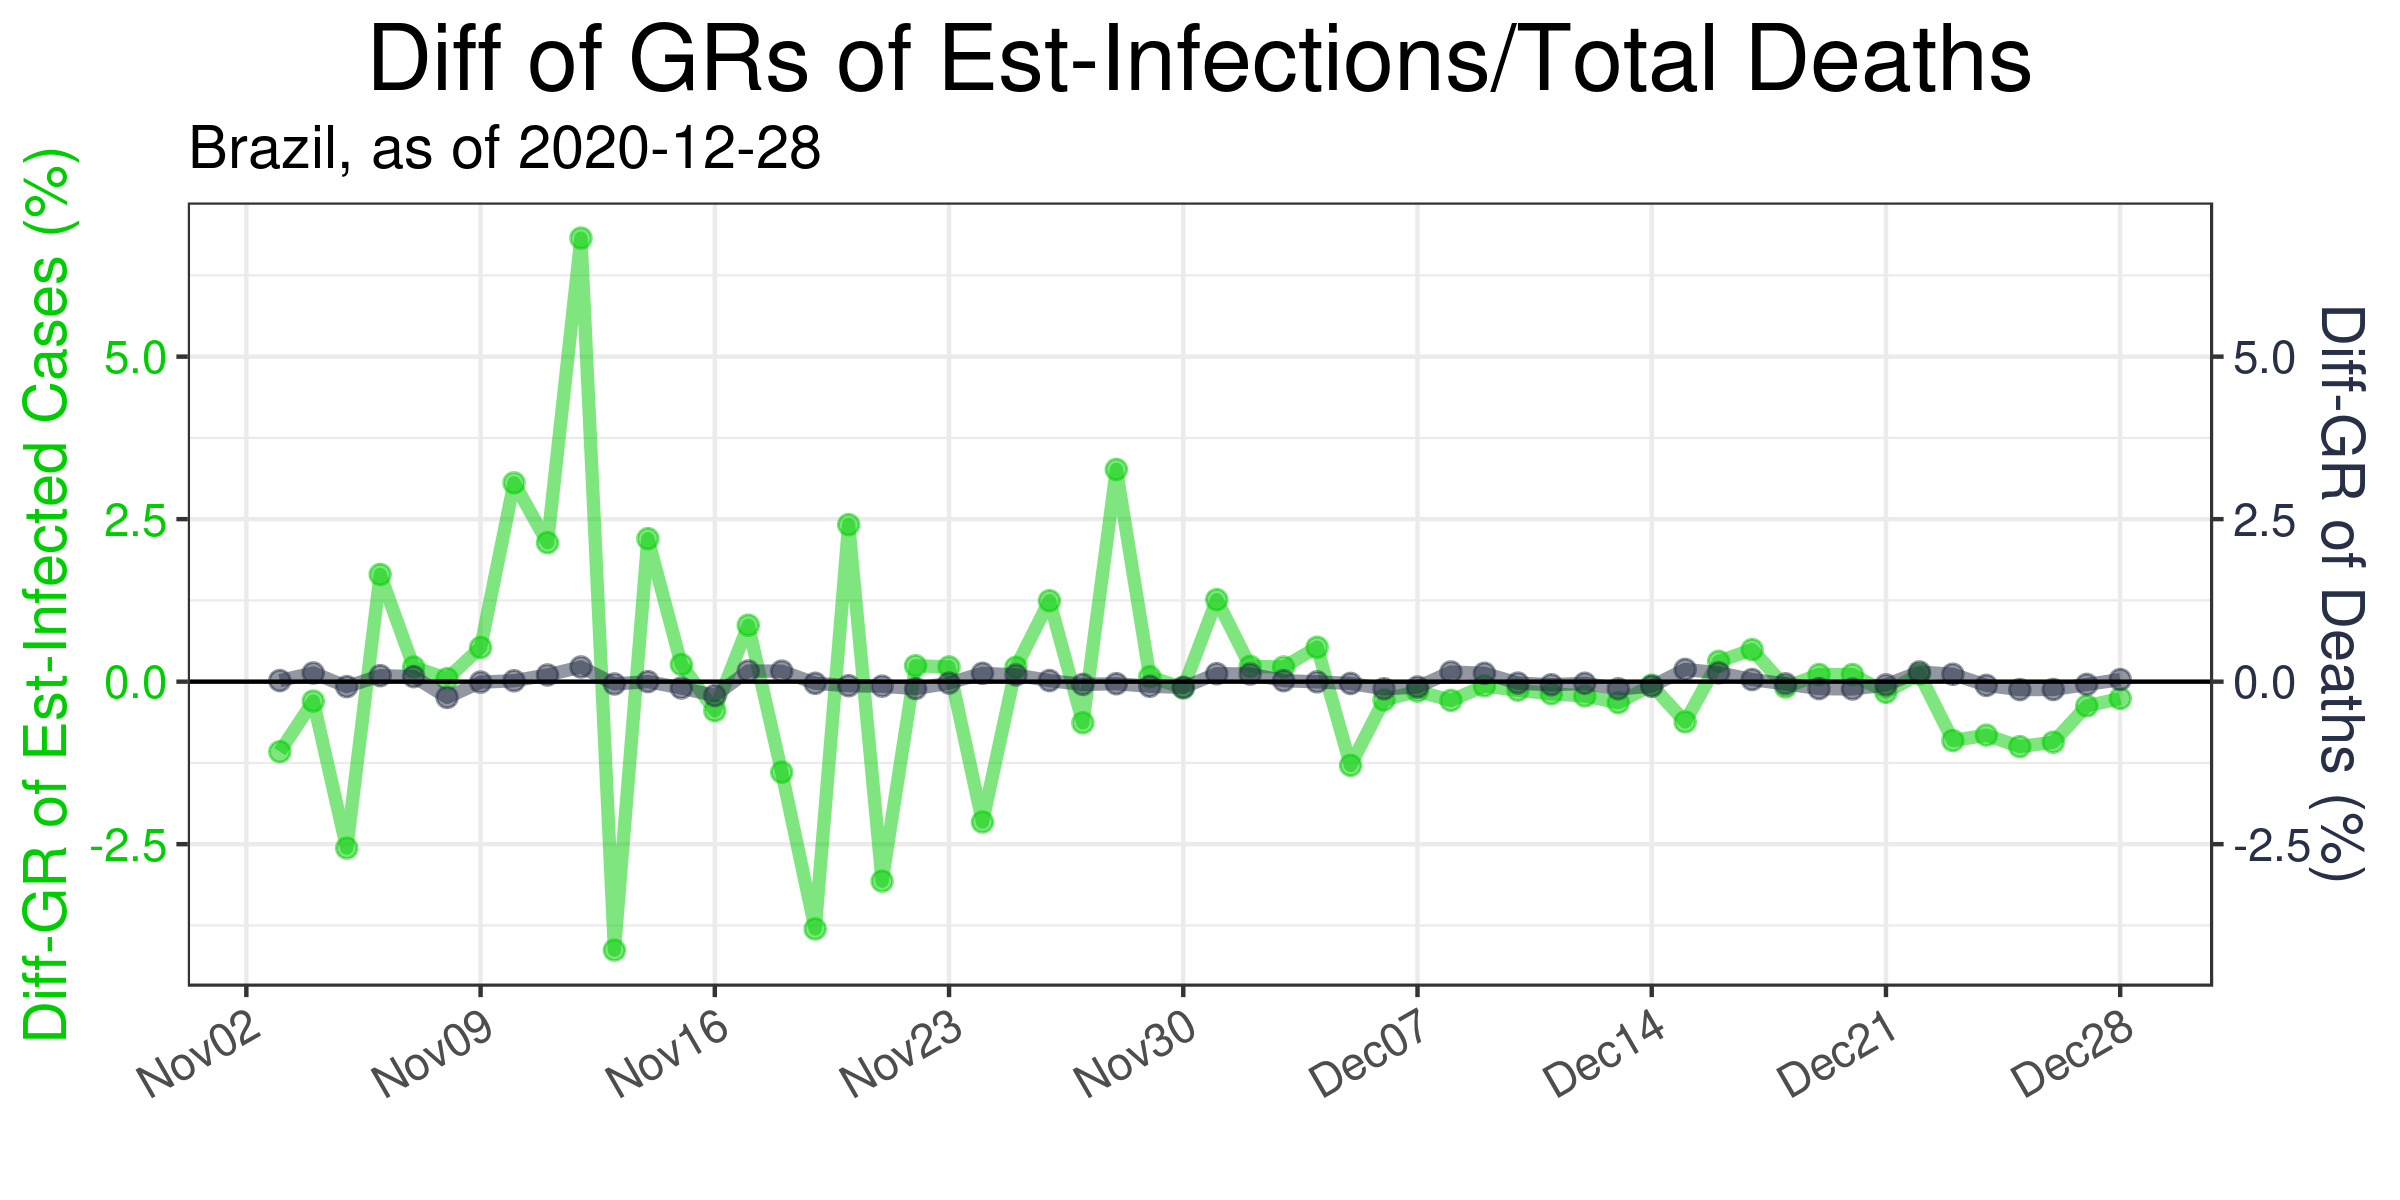 Diff of GRs of Est-Infections/Total Deaths
Brazil, as of 2020-12-28
Diff-GR of Est-Infected Cases (%)
5.0
2.5
0.0
-2.5
5.0
2.5
0.0
-2.5
Diff-GR of Deaths (%)
Nov02
Nov09
Nov16
Nov23
Nov30
Dec07
Dec14
Dec21
Dec28